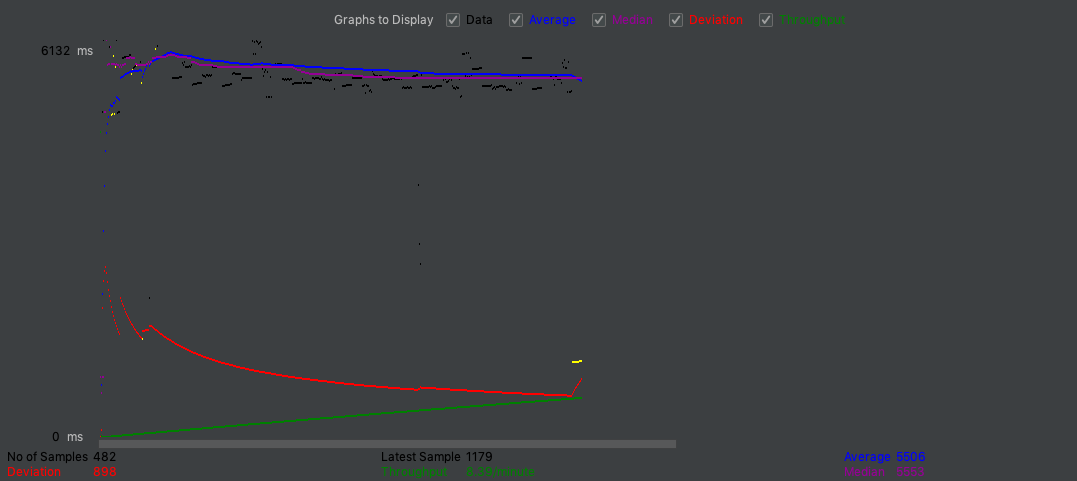 Graphs to Display Data Average Median Deviation Throughput
6132 ms
0 ms
No of Samples 482 Latest Sample 1179 Average 5506
Deviation 898 Throughput 8.39/minute Median